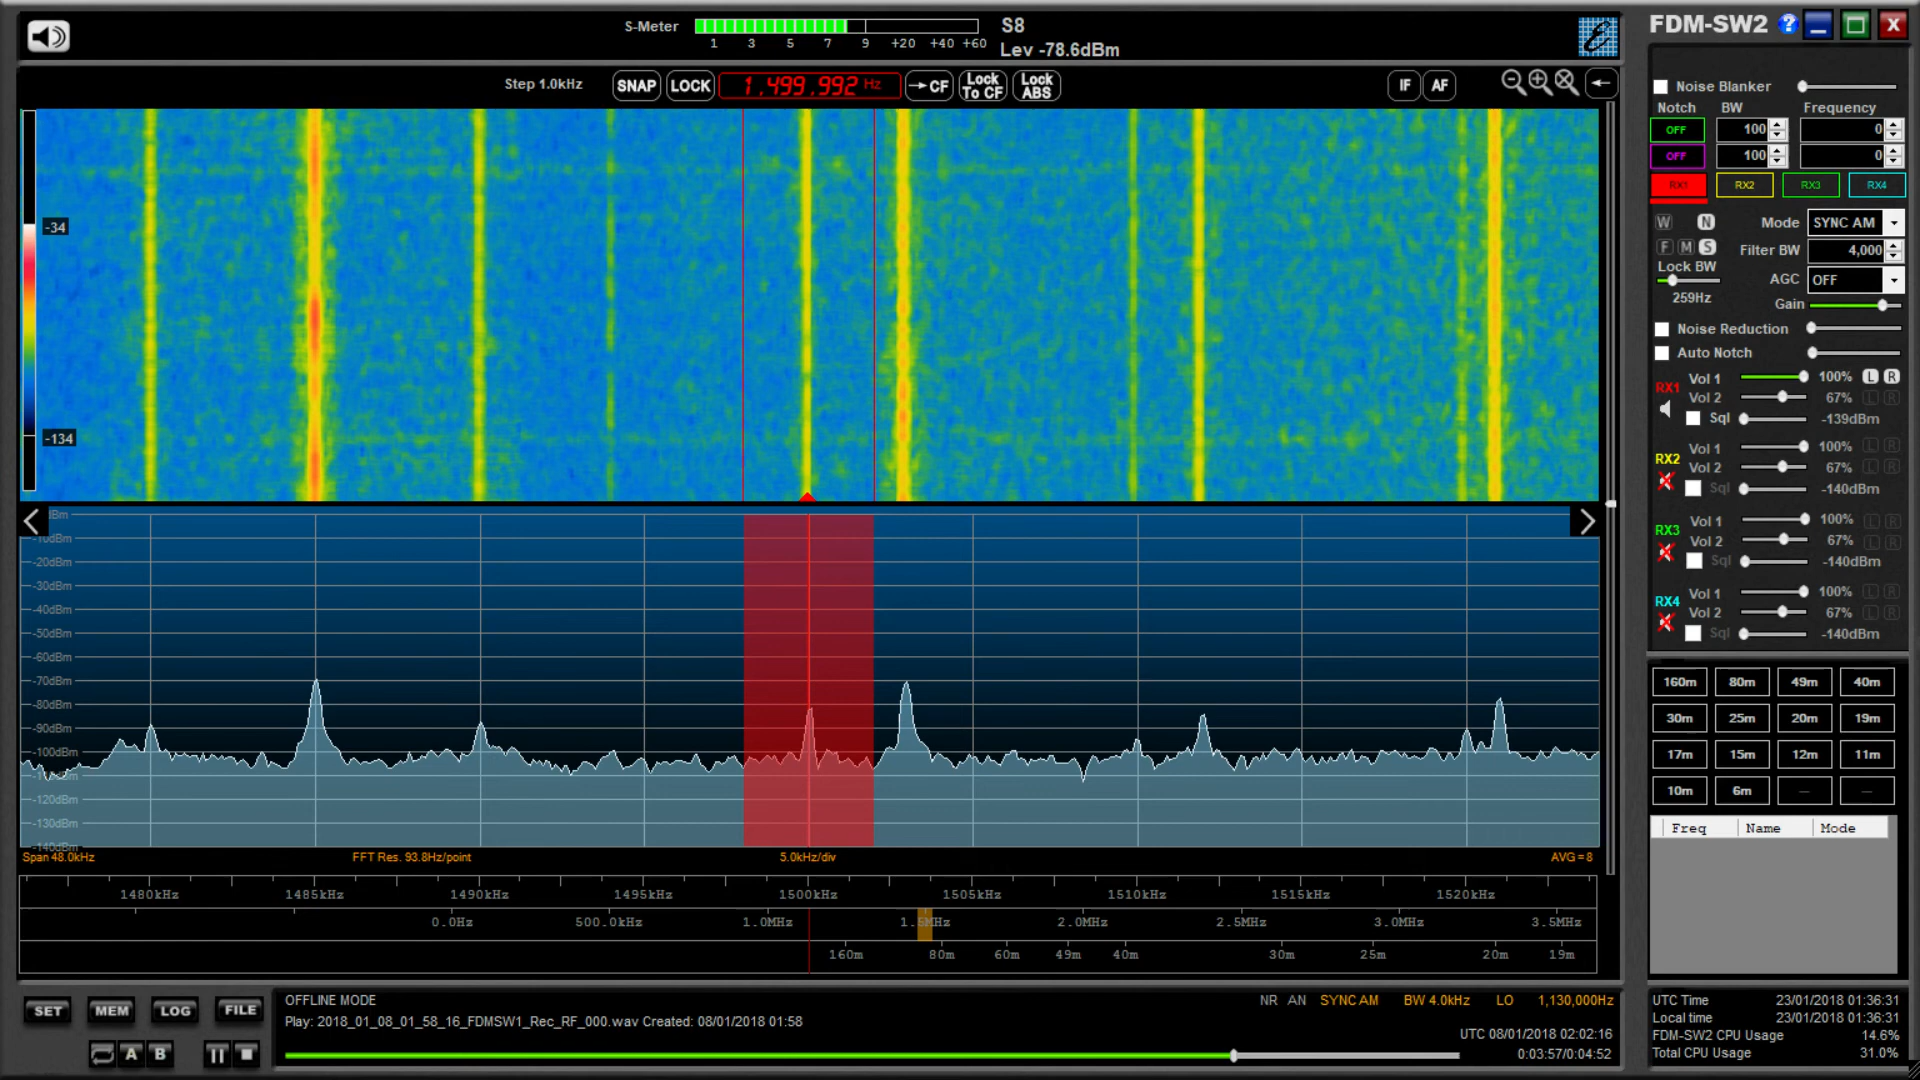 S-Meter
1 3 5 7 9 +20 +40 +60
S8
Lev -78.6dBm
FDM-SW2 ?
Step 1.0kHz
SNAP LOCK 1.499.992 Hz →CF Lock To CF Lock ABS IF AF
-34
-134
Noise Blanker
Notch BW Frequency
OFF 100 0
OFF 100 0
RX1 RX2 RX3 RX4
W N Mode SYNC AM
F M S Filter BW 4,000
Lock BW AGC OFF
259Hz Gain
Noise Reduction
Auto Notch
RX1 Vol 1 100% L R
Vol 2 67% L R
Sql -139dBm
RX2 Vol 1 100% L R
Vol 2 67% L R
Sql -140dBm
RX3 Vol 1 100% L R
Vol 2 67% L R
Sql -140dBm
RX4 Vol 1 100% L R
Vol 2 67% L R
Sql -140dBm
dBm
-10dBm
-20dBm
-30dBm
-40dBm
-50dBm
-60dBm
-70dBm
-80dBm
-90dBm
-100dBm
-110dBm
-120dBm
-130dBm
-140dBm
Span 48.0kHz FFT Res. 93.8Hz/point 5.0kHz/div AVG=8
1480kHz 1485kHz 1490kHz 1495kHz 1500kHz 1505kHz 1510kHz 1515kHz 1520kHz
0.0Hz 500.0kHz 1.0MHz 1.5MHz 2.0MHz 2.5MHz 3.0MHz 3.5MHz
160m 80m 60m 49m 40m 30m 25m 20m 19m
160m 80m 49m 40m
30m 25m 20m 19m
17m 15m 12m 11m
10m 6m — —
Freq Name Mode
SET MEM LOG FILE
A B
OFFLINE MODE
NR AN SYNC AM BW 4.0kHz LO 1,130,000Hz
Play: 2018_01_08_01_58_16_FDMSW1_Rec_RF_000.wav Created: 08/01/2018 01:58
UTC 08/01/2018 02:02:16
0:03:57/0:04:52
UTC Time 23/01/2018 01:36:31
Local time 23/01/2018 01:36:31
FDM-SW2 CPU Usage 14.6%
Total CPU Usage 31.0%